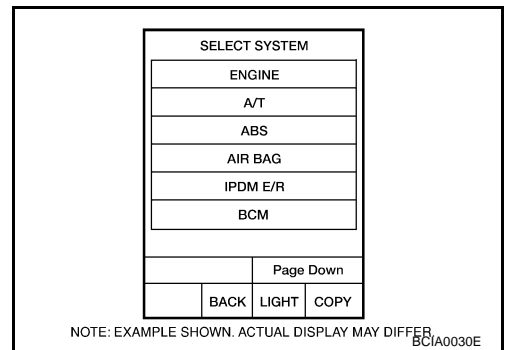 SELECT SYSTEM
ENGINE
A/T
ABS
AIR BAG
IPDM E/R
BCM
Page Down
BACK LIGHT COPY
NOTE: EXAMPLE SHOWN. ACTUAL DISPLAY MAY DIFFER.
BCIA0030E